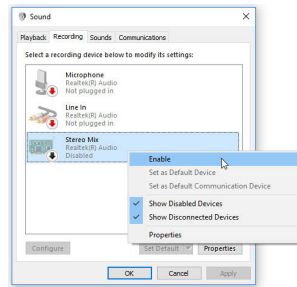 Sound
Playback Recording Sounds Communications
Select a recording device below to modify its settings:
Microphone
Realtek(R) Audio
Not plugged in
Line In
Realtek(R) Audio
Not plugged in
Stereo Mix
Realtek(R) Audio
Disabled
Enable
Set as Default Device
Set as Default Communication Device
Show Disabled Devices
Show Disconnected Devices
Properties
Configure Set Default Properties
OK Cancel Apply